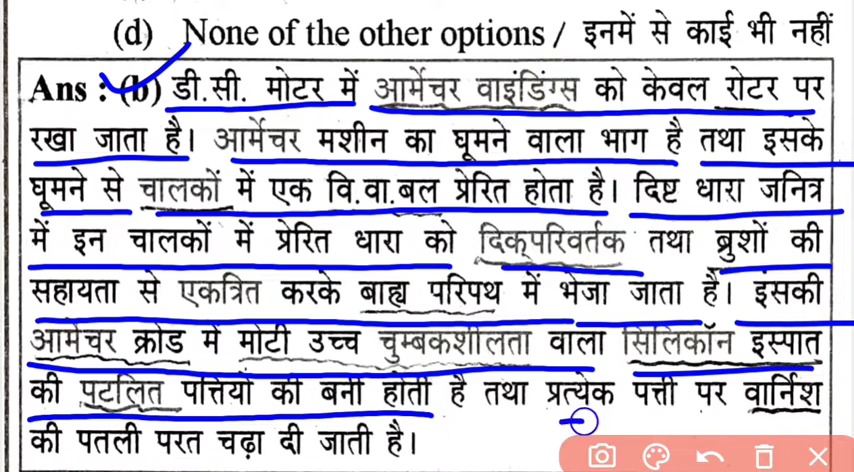 (d) None of the other options / इनमें से काई भी नहीं
Ans : (b) डी.सी. मोटर में आर्मेचर वाइंडिंग्स को केवल रोटर पर
रखा जाता है। आर्मेचर मशीन का घूमने वाला भाग है तथा इसके
घूमने से चालकों में एक वि.वा.बल प्रेरित होता है। दिष्ट धारा जनित्र
में इन चालकों में प्रेरित धारा को दिक्परिवर्तक तथा ब्रुशों की
सहायता से एकत्रित करके बाह्य परिपथ में भेजा जाता है। इसकी
आर्मेचर क्रोड में मोटी उच्च चुम्बकशीलता वाला सिलिकॉन इस्पात
की पटलित पत्तियों की बनी होती है तथा प्रत्येक पत्ती पर वार्निश
की पतली परत चढ़ा दी जाती है।